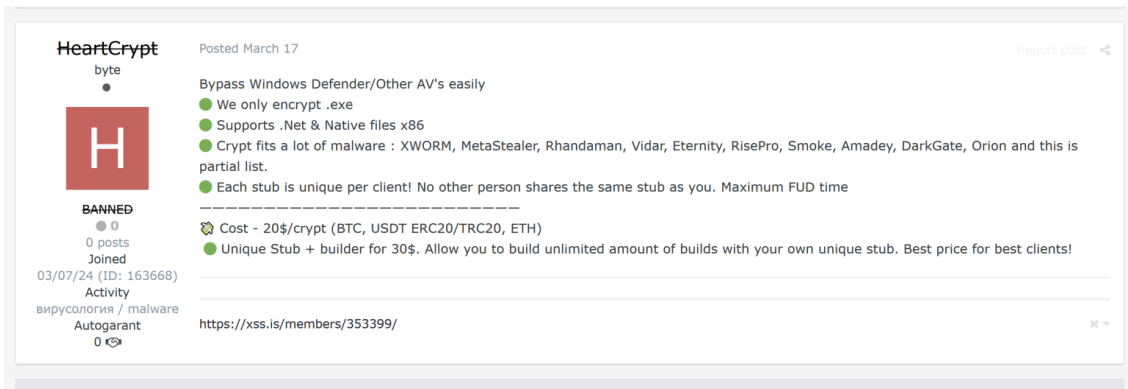 HeartCrypt
byte
H
BANNED
0
0 posts
Joined
03/07/24 (ID: 163668)
Activity
вирусология / malware
Autogarant
0
Posted March 17
Report post
Bypass Windows Defender/Other AV's easily
We only encrypt .exe
Supports .Net & Native files x86
Crypt fits a lot of malware : XWORM, MetaStealer, Rhandaman, Vidar, Eternity, RisePro, Smoke, Amadey, DarkGate, Orion and this is
partial list.
Each stub is unique per client! No other person shares the same stub as you. Maximum FUD time
—————————————————————————
Cost - 20$/crypt (BTC, USDT ERC20/TRC20, ETH)
Unique Stub + builder for 30$. Allow you to build unlimited amount of builds with your own unique stub. Best price for best clients!
https://xss.is/members/353399/